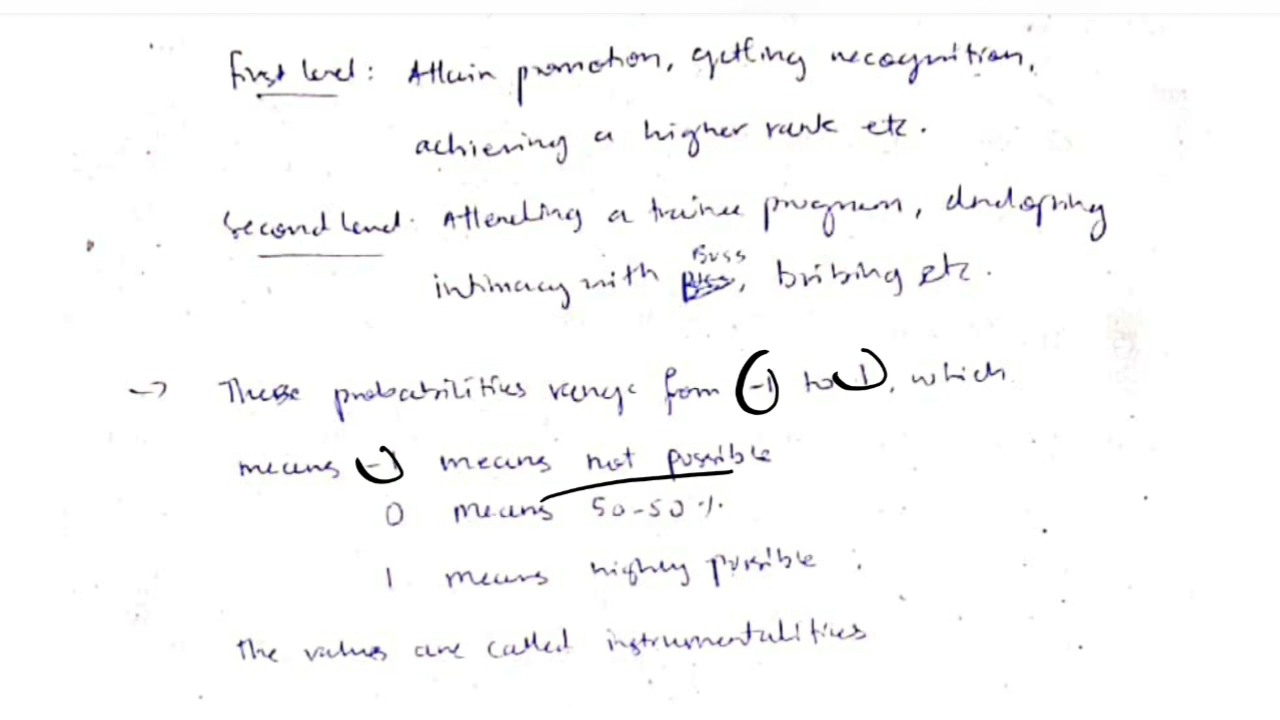 First level: Attain promotion, getting recognition,
achieving a higher rank etc.
Second level: Attending a trainee program, developing
Boss
intimacy with Boss, bribing etc.
→ These probabilities range from -1 to 1, which
means -1 means not possible
0 means 50-50%
1 means highly possible
The values are called instrumentalities